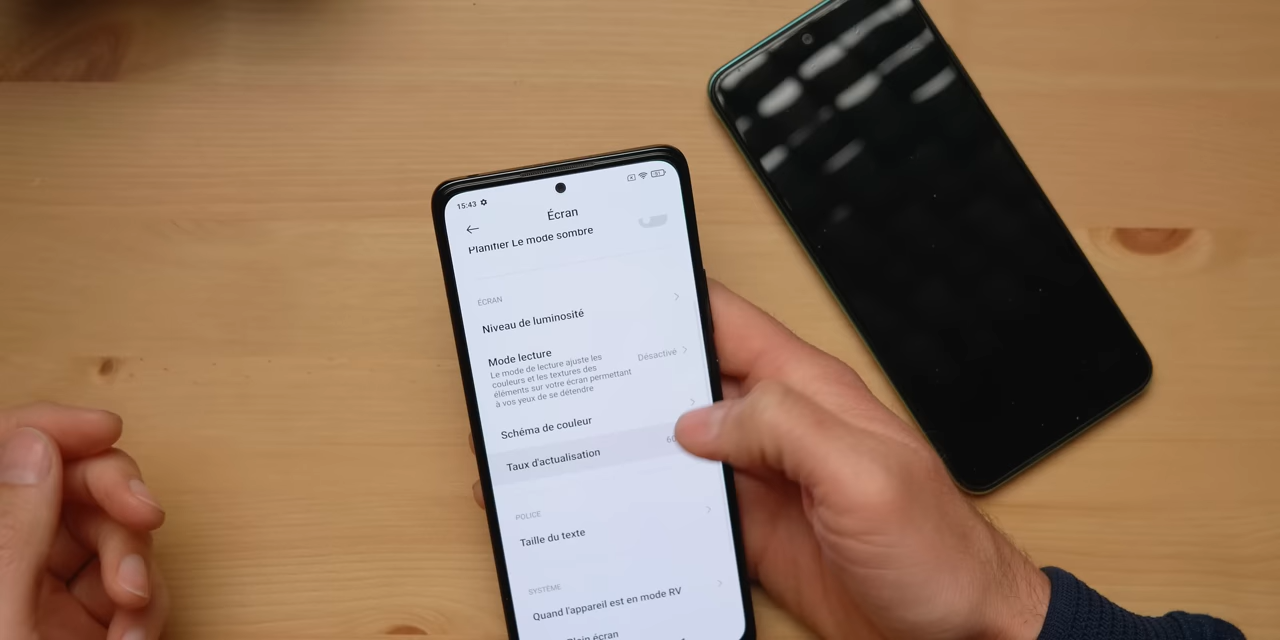 15:43
Écran
Planifier Le mode sombre
ÉCRAN
Niveau de luminosité
Mode lecture
Désactivé
Le mode de lecture ajuste les
couleurs et les textures des
éléments sur votre écran permettant
à vos yeux de se détendre
Schéma de couleur
Taux d'actualisation
POLICE
Taille du texte
SYSTÈME
Quand l'appareil est en mode RV
Plein écran